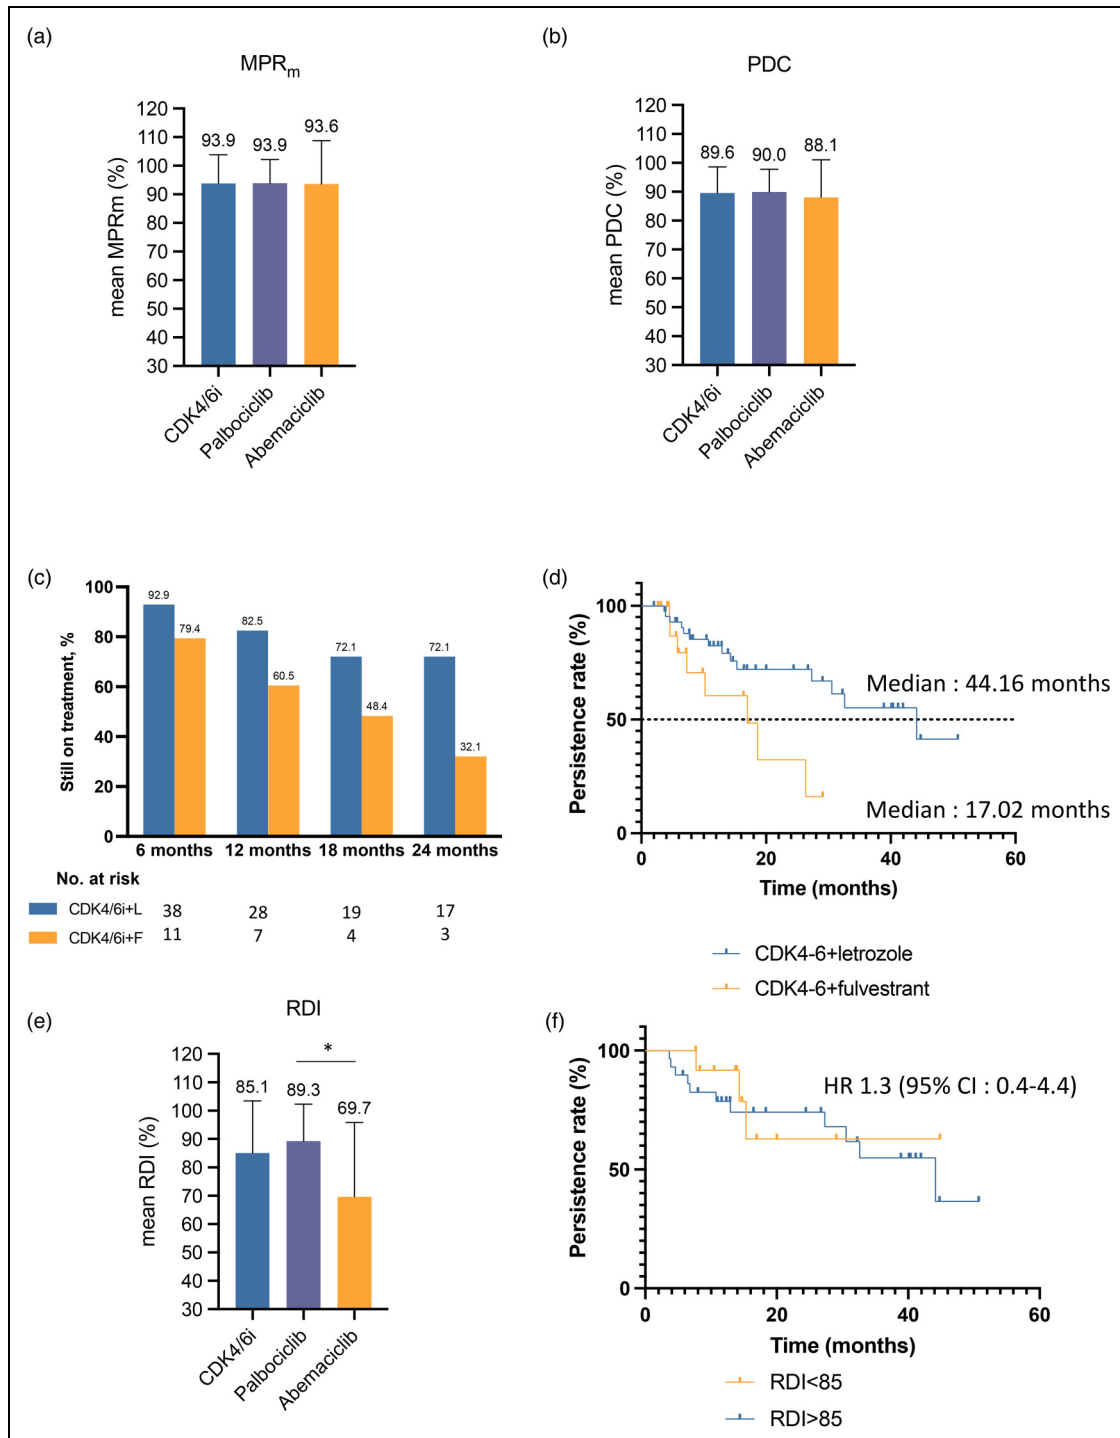 (a)
MPRm
120
110
100
90
80
70
60
50
40
30
mean MPRm (%)
93.9
93.9
93.6
CDK4/6i
Palbociclib
Abemaciclib
(b)
PDC
120
110
100
90
80
70
60
50
40
30
mean PDC (%)
89.6
90.0
88.1
CDK4/6i
Palbociclib
Abemaciclib
(c)
Still on treatment, %
100
80
60
40
20
0
92.9
79.4
82.5
60.5
72.1
48.4
72.1
32.1
6 months 12 months 18 months 24 months
No. at risk
CDK4/6i+L 38 28 19 17
CDK4/6i+F 11 7 4 3
(d)
Persistence rate (%)
100
50
0
Median : 44.16 months
Median : 17.02 months
0 20 40 60
Time (months)
CDK4-6+letrozole
CDK4-6+fulvestrant
(e)
RDI
120
110
100
90
80
70
60
50
40
30
mean RDI (%)
*
85.1
89.3
69.7
CDK4/6i
Palbociclib
Abemaciclib
(f)
Persistence rate (%)
100
50
0
HR 1.3 (95% CI : 0.4-4.4)
0 20 40 60
Time (months)
RDI<85
RDI>85